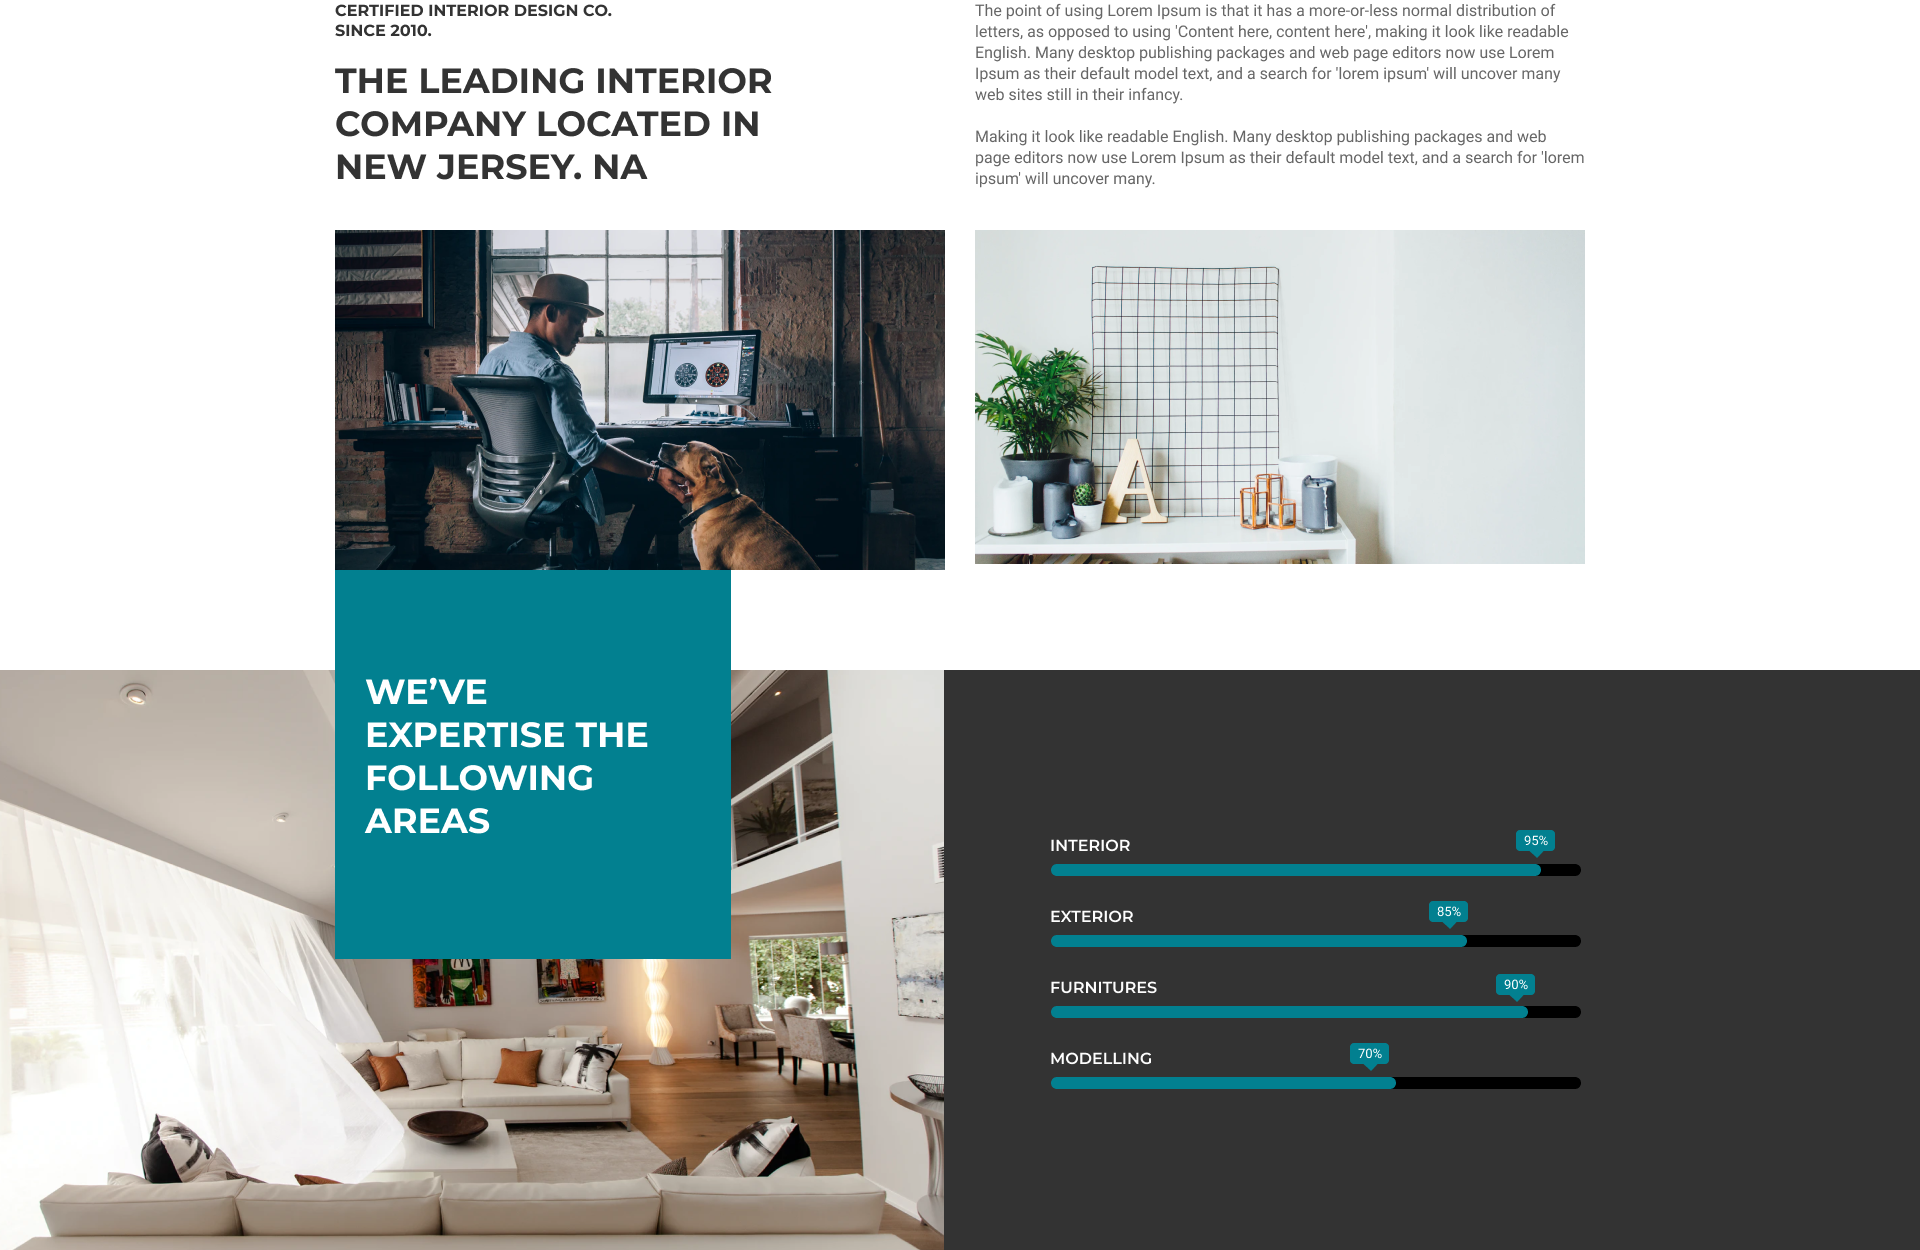 CERTIFIED INTERIOR DESIGN CO.
SINCE 2010.
THE LEADING INTERIOR
COMPANY LOCATED IN
NEW JERSEY. NA
The point of using Lorem Ipsum is that it has a more-or-less normal distribution of
letters, as opposed to using 'Content here, content here', making it look like readable
English. Many desktop publishing packages and web page editors now use Lorem
Ipsum as their default model text, and a search for 'lorem ipsum' will uncover many
web sites still in their infancy.
Making it look like readable English. Many desktop publishing packages and web
page editors now use Lorem Ipsum as their default model text, and a search for 'lorem
ipsum' will uncover many.
A
WE’VE
EXPERTISE THE
FOLLOWING
AREAS
INTERIOR
95%
EXTERIOR
85%
FURNITURES
90%
MODELLING
70%